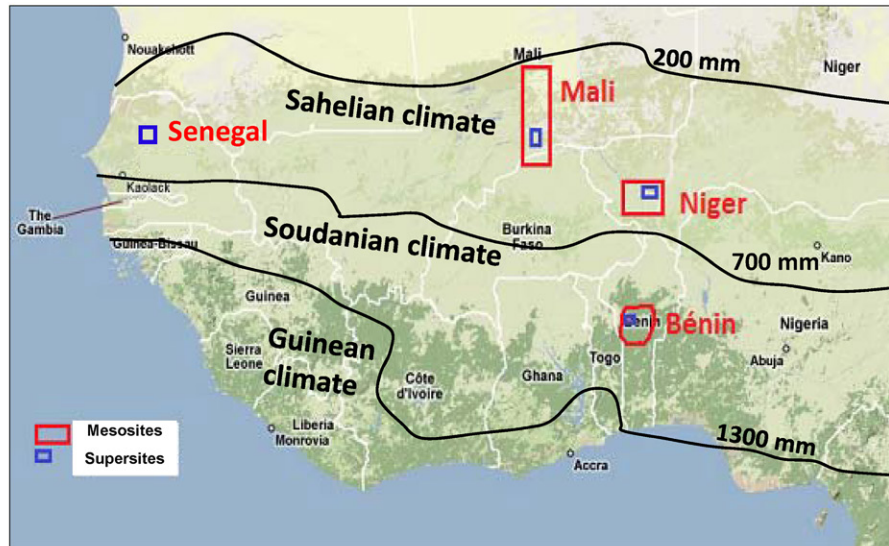 Nouakchott
Mali
200 mm
Niger
Sahelian climate
Mali
Senegal
Kaolack
Niger
The
Gambia
Burkina
Faso
Soudanian climate
Guinea-Bissau
700 mm
Kano
Guinea
Bénin
Benin
Nigeria
Guinean
climate
Sierra
Leone
Togo
Abuja
Côte
d'Ivoire
Ghana
Liberia
Monrovia
1300 mm
Accra
Mesosites
Supersites